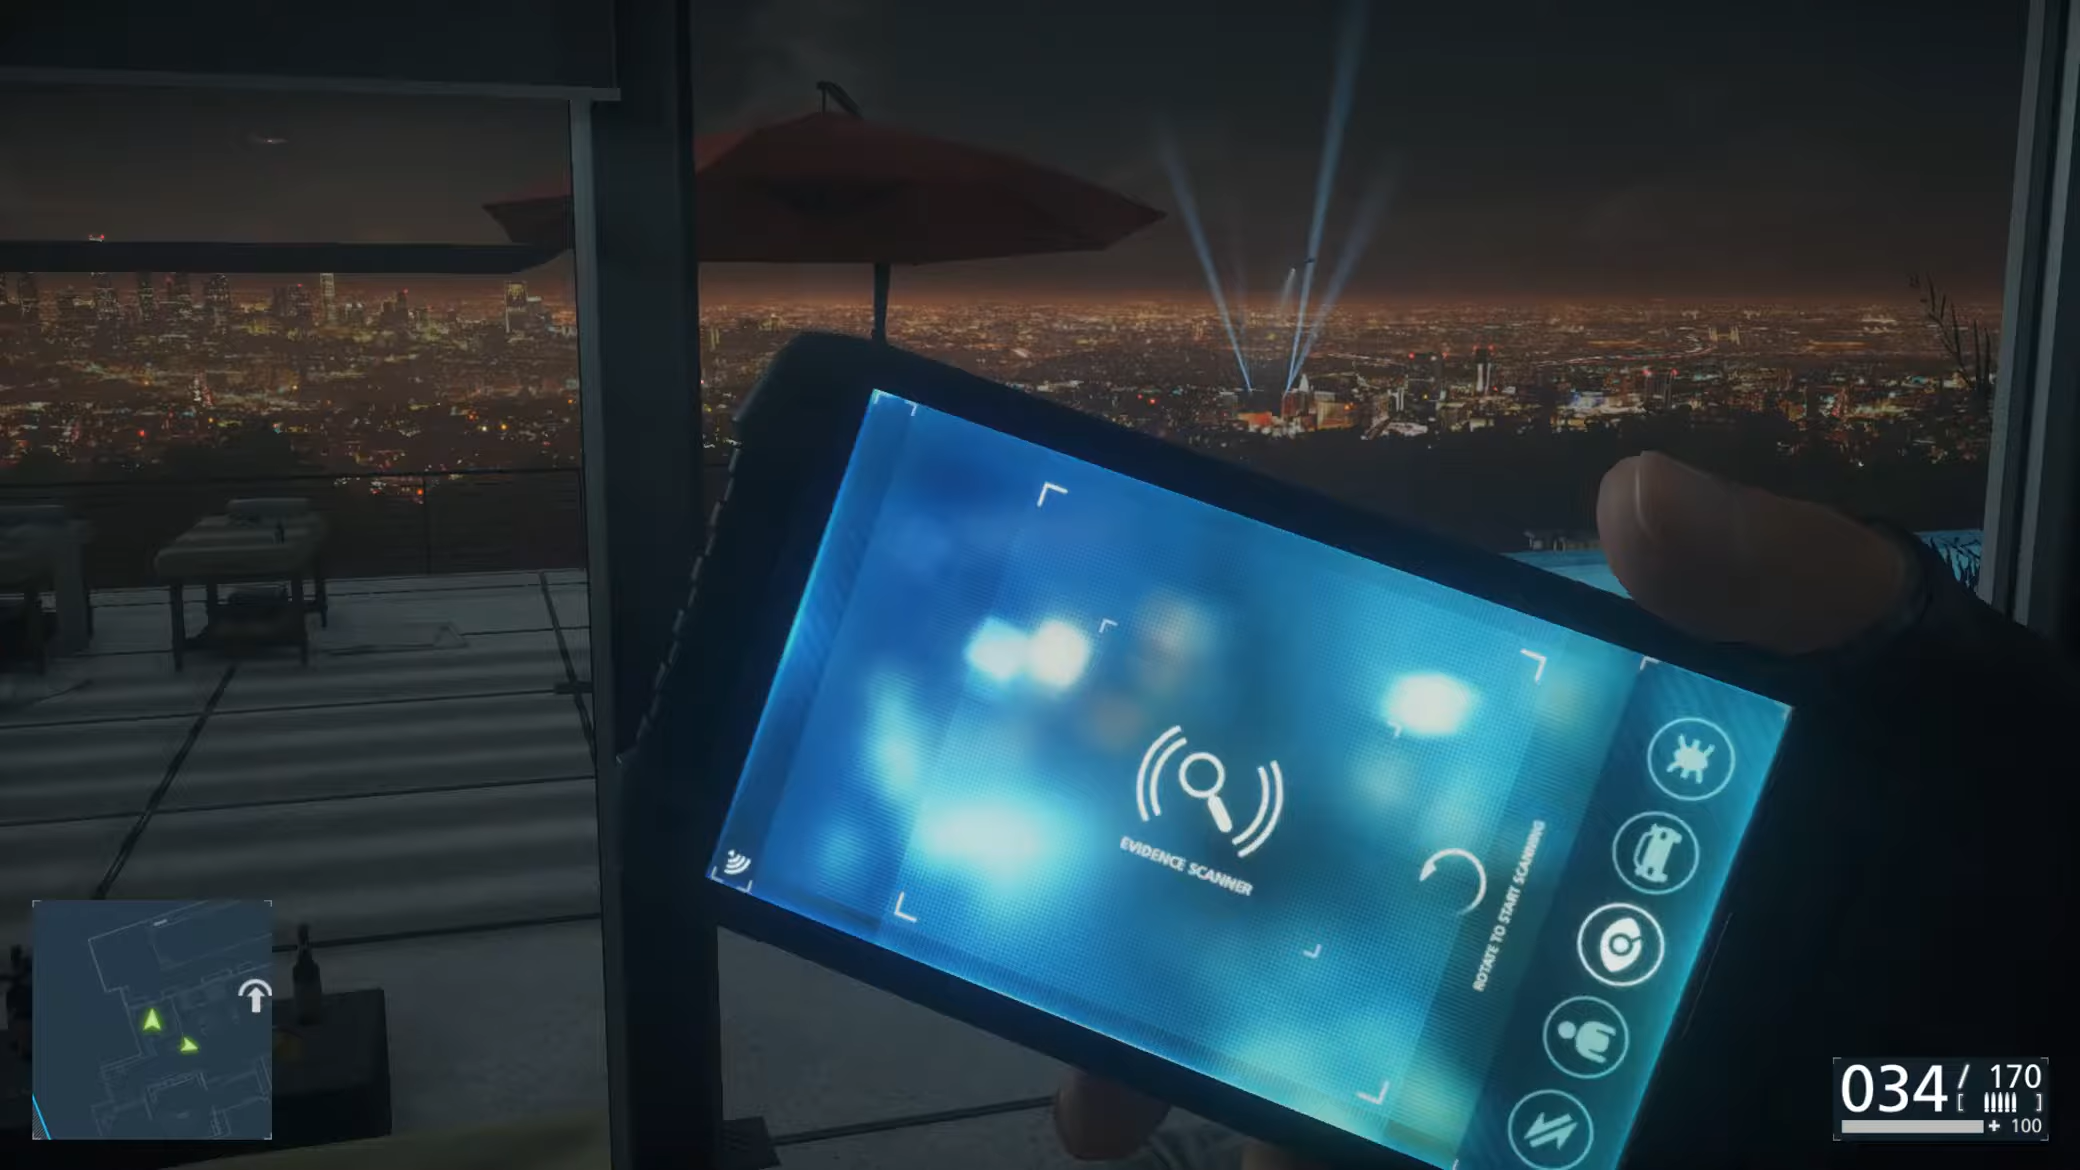 EVIDENCE SCANNER
ROTATE TO START SCANNING
034 / 170
[ ]
+ 100